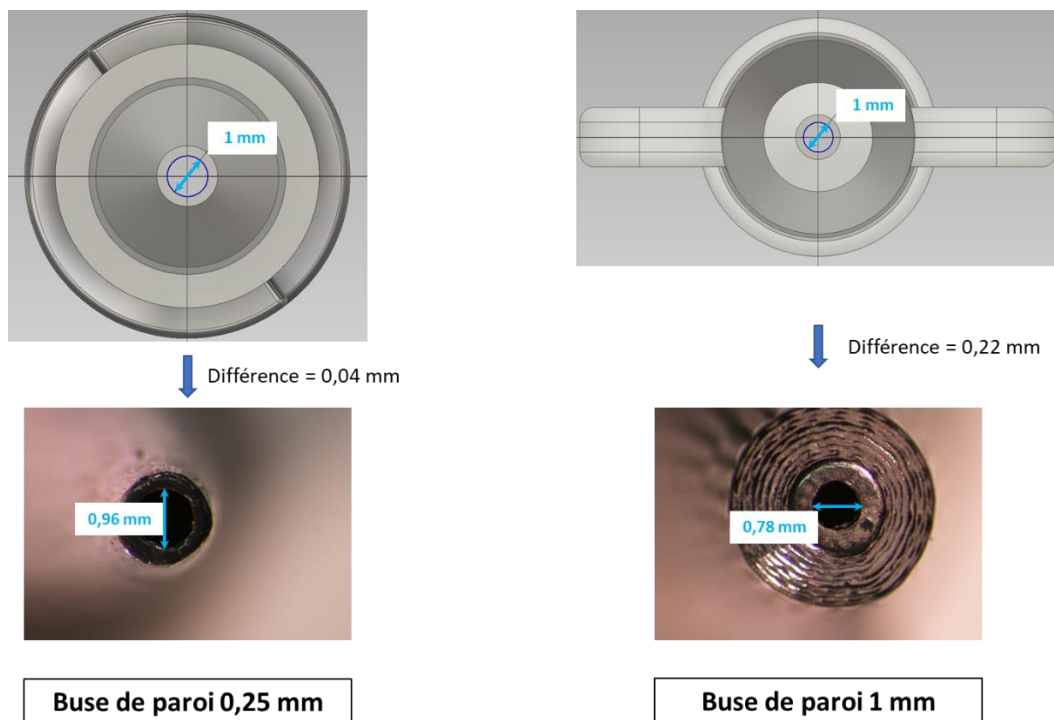 1 mm
1 mm
Différence = 0,04 mm
Différence = 0,22 mm
0,96 mm
0,78 mm
Buse de paroi 0,25 mm
Buse de paroi 1 mm